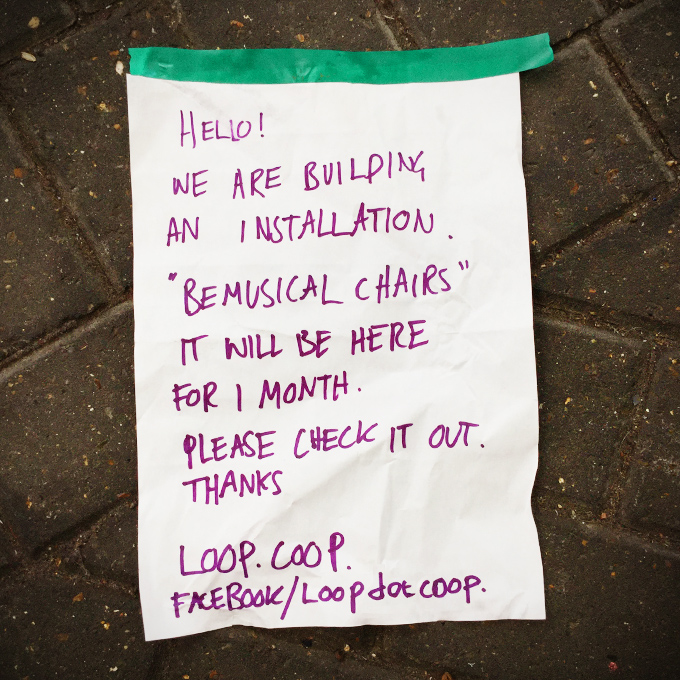 HELLO!
WE ARE BUILDING
AN INSTALLATION.
"BEMUSICAL CHAIRS"
IT WILL BE HERE
FOR 1 MONTH.
PLEASE CHECK IT OUT.
THANKS
LOOP.COOP.
FACEBOOK/LOOpdotcoop.